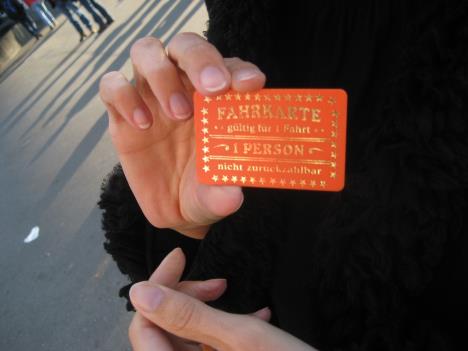 FAHRKARTE
gültig für 1 Fahrt
1 PERSON
nicht zurückzahlbar